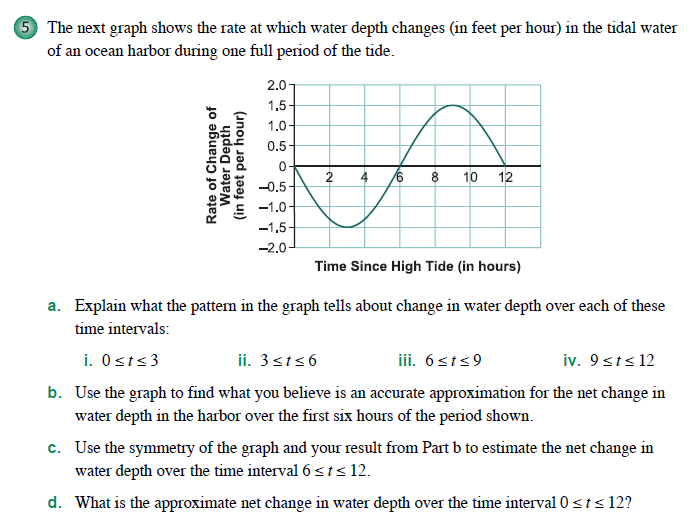 5 The next graph shows the rate at which water depth changes (in feet per hour) in the tidal water
of an ocean harbor during one full period of the tide.
Rate of Change of
Water Depth
(in feet per hour)
2.0
1.5
1.0
0.5
0
−0.5
−1.0
−1.5
−2.0
2 4 6 8 10 12
Time Since High Tide (in hours)
a. Explain what the pattern in the graph tells about change in water depth over each of these
time intervals:
i. 0 ≤ t ≤ 3 ii. 3 ≤ t ≤ 6 iii. 6 ≤ t ≤ 9 iv. 9 ≤ t ≤ 12
b. Use the graph to find what you believe is an accurate approximation for the net change in
water depth in the harbor over the first six hours of the period shown.
c. Use the symmetry of the graph and your result from Part b to estimate the net change in
water depth over the time interval 6 ≤ t ≤ 12.
d. What is the approximate net change in water depth over the time interval 0 ≤ t ≤ 12?